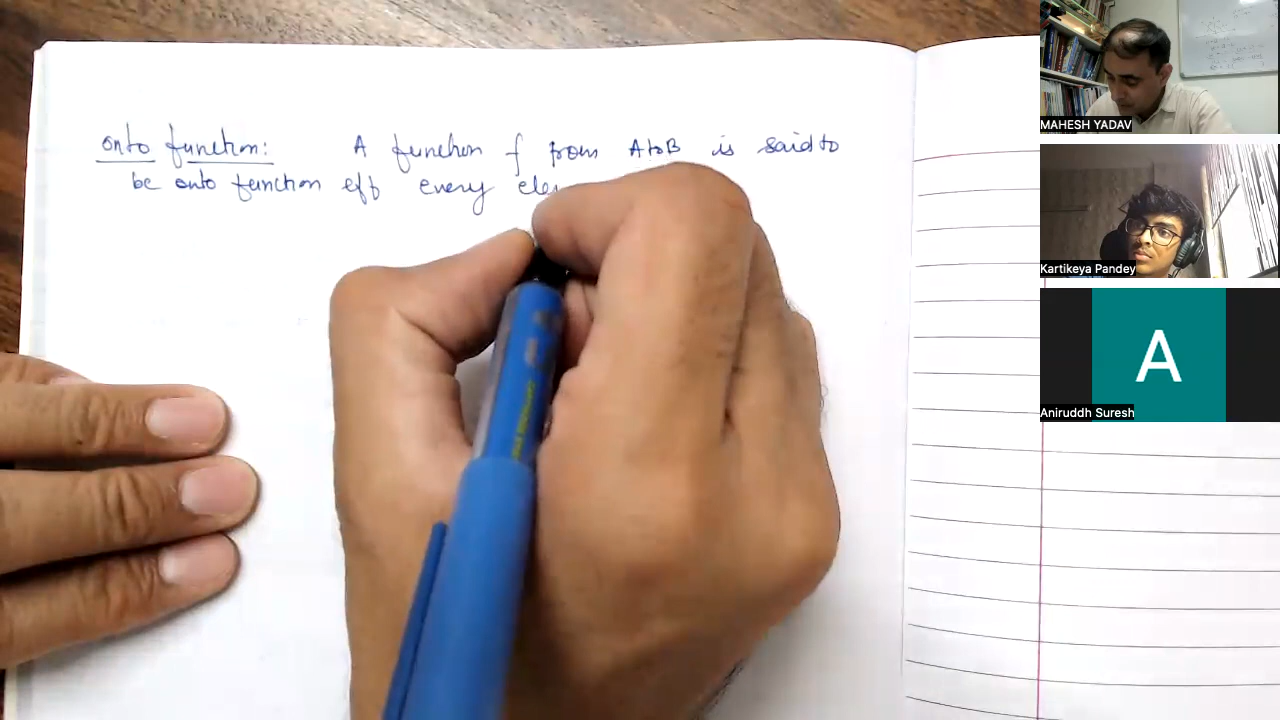 onto function: A function f from A to B is said to
be onto function iff every ele
MAHESH YADAV
Kartikeya Pandey
A
Aniruddh Suresh